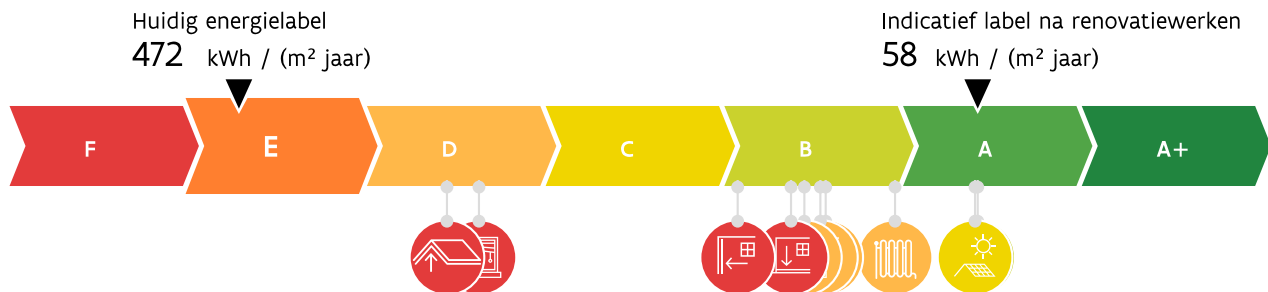 Huidig energielabel
472 kWh / (m² jaar)
Indicatief label na renovatiewerken
58 kWh / (m² jaar)
F
E
D
C
B
A
A+